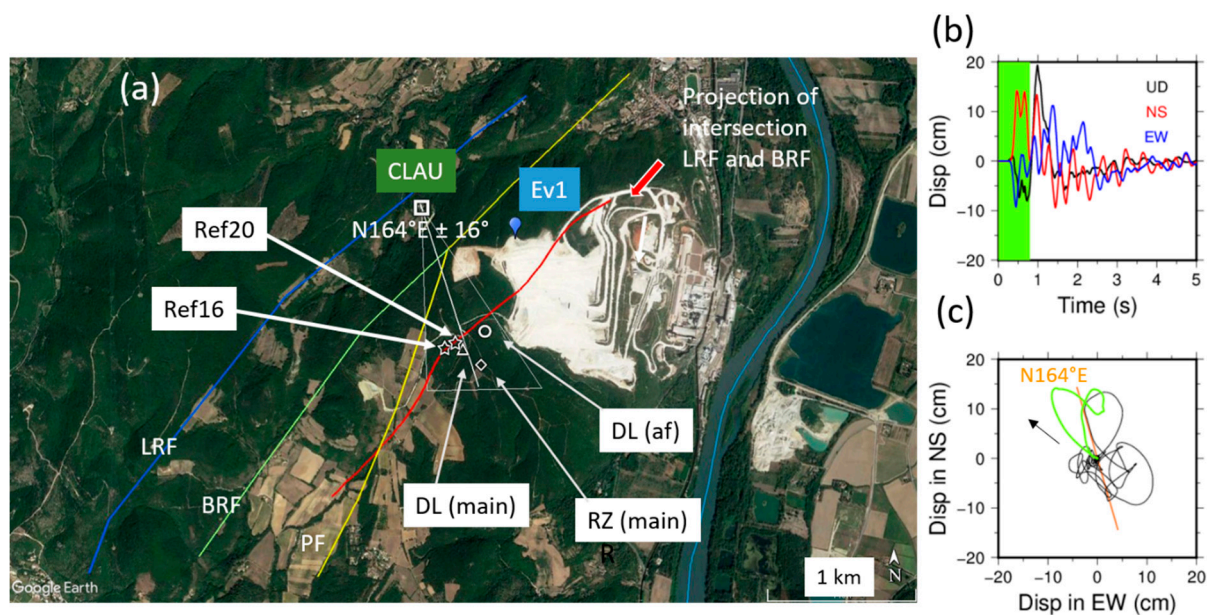 (a)
Projection of
intersection
LRF and BRF
CLAU
Ev1
N164°E ± 16°
Ref20
Ref16
LRF
BRF
PF
DL (af)
DL (main)
RZ (main)
R
1 km
N
Google Earth
(b)
Disp (cm)
20
10
0
-10
-20
UD
NS
EW
0 1 2 3 4 5
Time (s)
(c)
Disp in NS (cm)
20
10
0
-10
-20
N164°E
-20 -10 0 10 20
Disp in EW (cm)